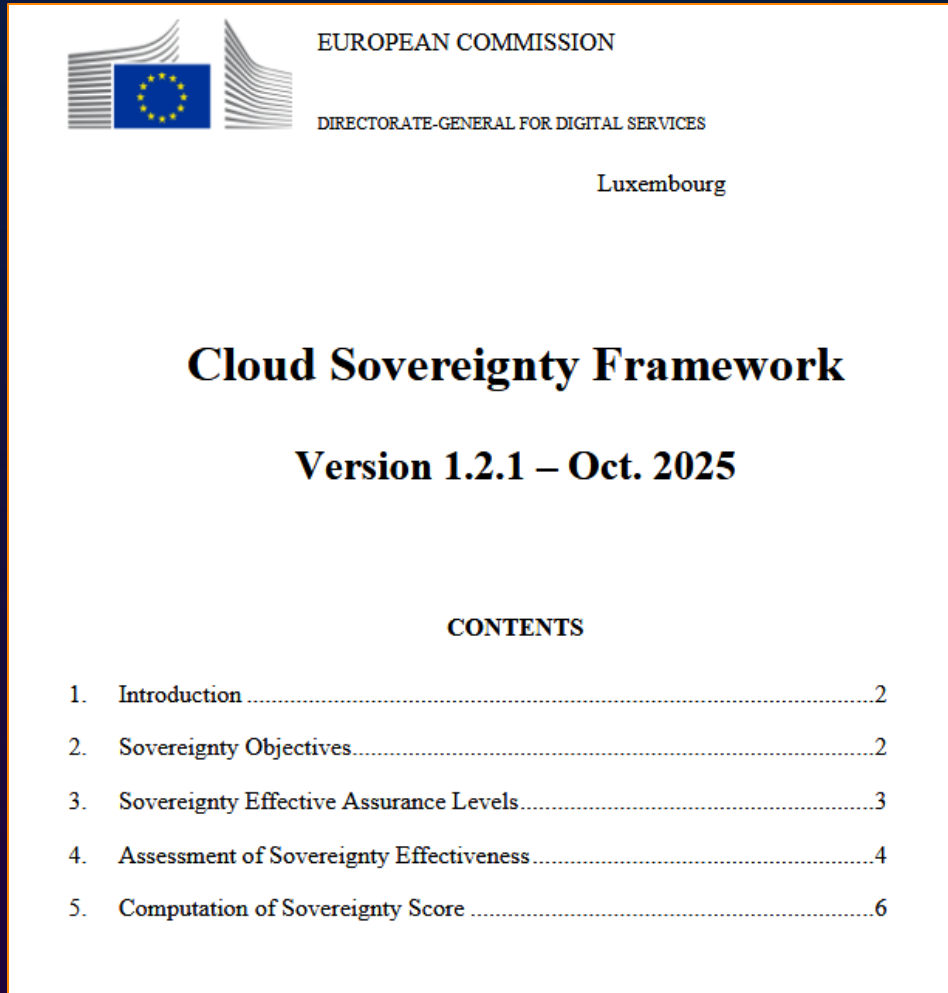 EUROPEAN COMMISSION
DIRECTORATE-GENERAL FOR DIGITAL SERVICES
Luxembourg
Cloud Sovereignty Framework
Version 1.2.1 – Oct. 2025
CONTENTS
1. Introduction ..........2
2. Sovereignty Objectives..........2
3. Sovereignty Effective Assurance Levels..........3
4. Assessment of Sovereignty Effectiveness..........4
5. Computation of Sovereignty Score ..........6